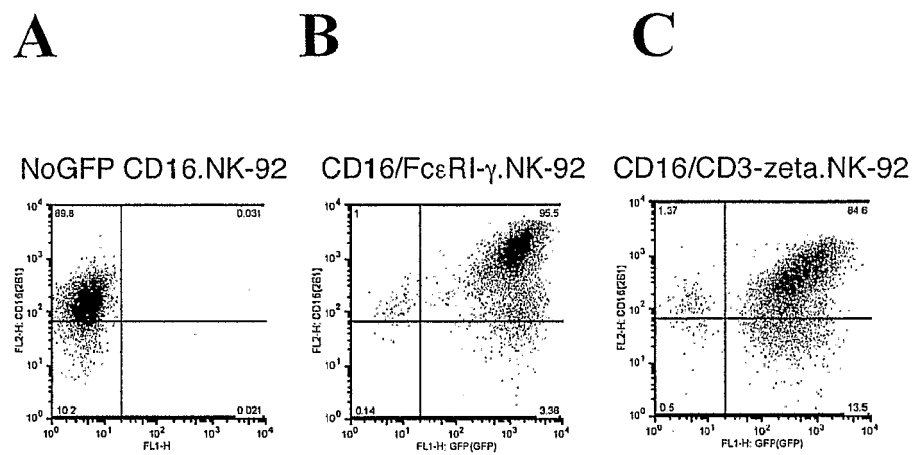 A B C
NoGFP CD16.NK-92 CD16/FcεRI-γ.NK-92 CD16/CD3-zeta.NK-92
10⁴ 89.8 0.031 10⁴ 1 95.5 10⁴ 1.37 84.6
10³ 10³ 10³
10² 10² 10²
10¹ 10¹ 10¹
10⁰ 10.2 0.021 10⁰ 0.14 3.38 10⁰ 0.5 13.5
10⁰ 10¹ 10² 10³ 10⁴ 10⁰ 10¹ 10² 10³ 10⁴ 10⁰ 10¹ 10² 10³ 10⁴
FL1-H FL1-H: GFP(GFP) FL1-H: GFP(GFP)
FL2-H: CD16[2G1] FL2-H: CD16[2G1] FL2-H: CD16[2G1]